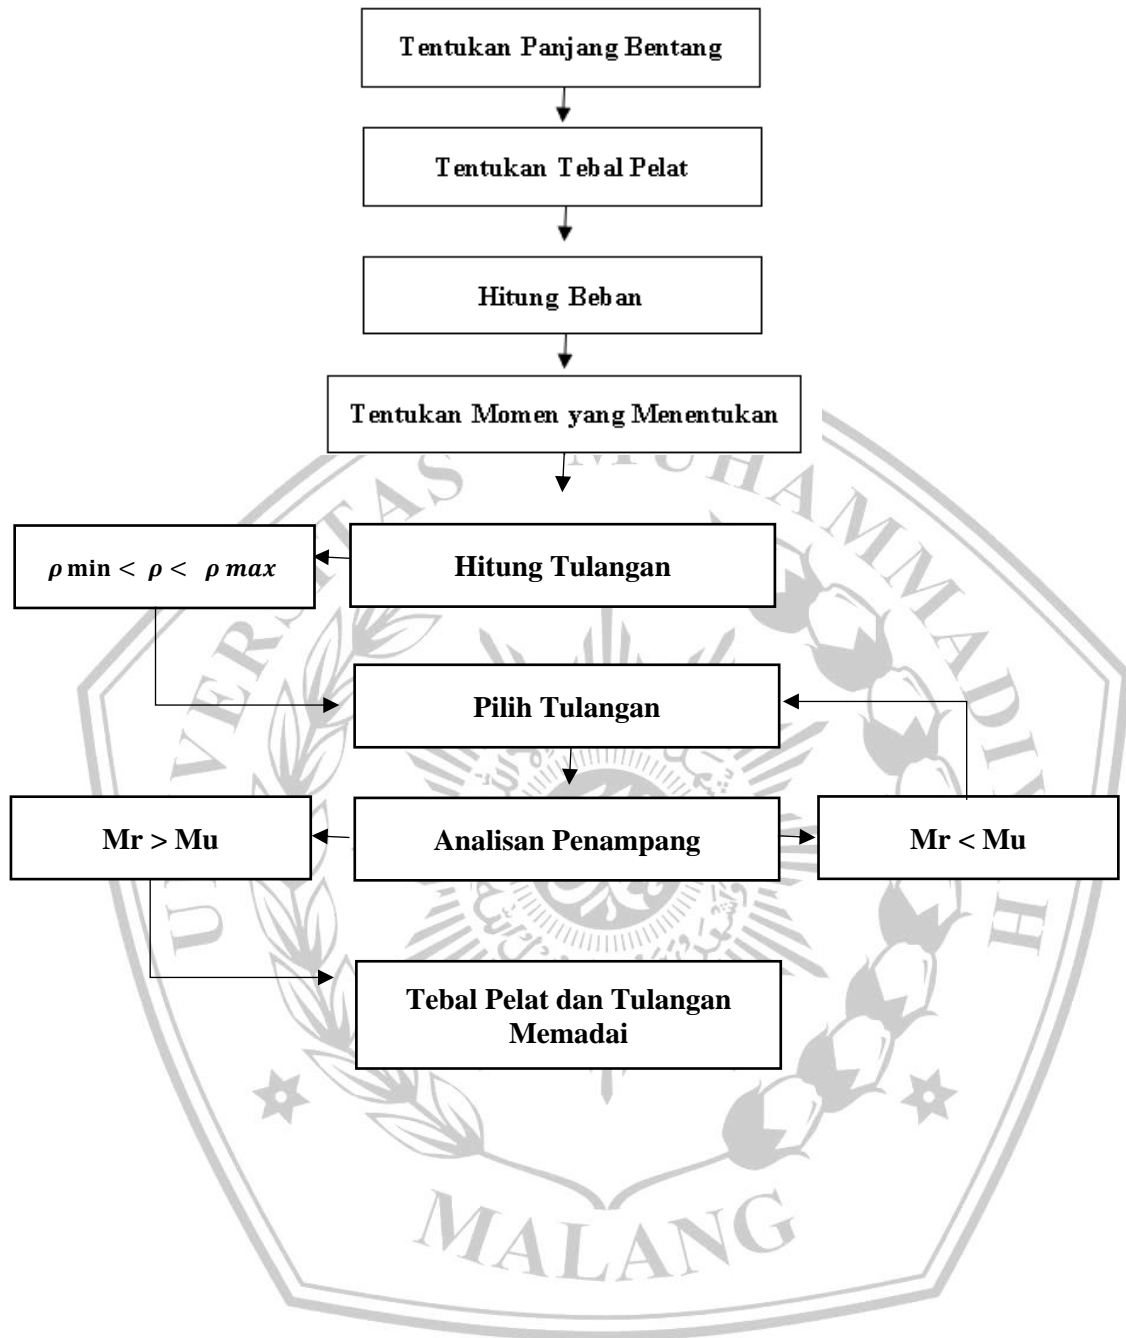 Tentukan Panjang Bentang
Tentukan Tebal Pelat
Hitung Beban
Tentukan Momen yang Menentukan
ρ min < ρ < ρ max
Hitung Tulangan
Pilih Tulangan
Mr > Mu
Analisan Penampang
Mr < Mu
Tebal Pelat dan Tulangan
Memadai
MALANG